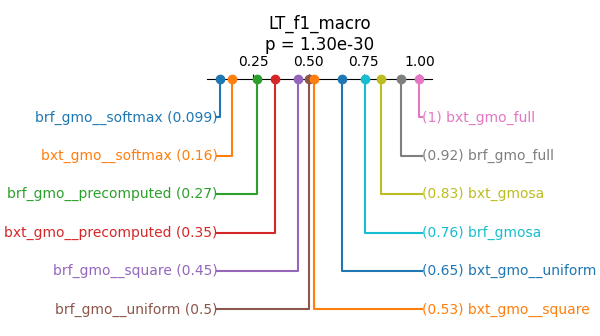 LT_f1_macro
p = 1.30e-30
0.25 0.50 0.75 1.00
brf_gmo__softmax (0.099) (1) bxt_gmo_full
bxt_gmo__softmax (0.16) (0.92) brf_gmo_full
brf_gmo__precomputed (0.27) (0.83) bxt_gmosa
bxt_gmo__precomputed (0.35) (0.76) brf_gmosa
brf_gmo__square (0.45) (0.65) bxt_gmo__uniform
brf_gmo__uniform (0.5) (0.53) bxt_gmo__square